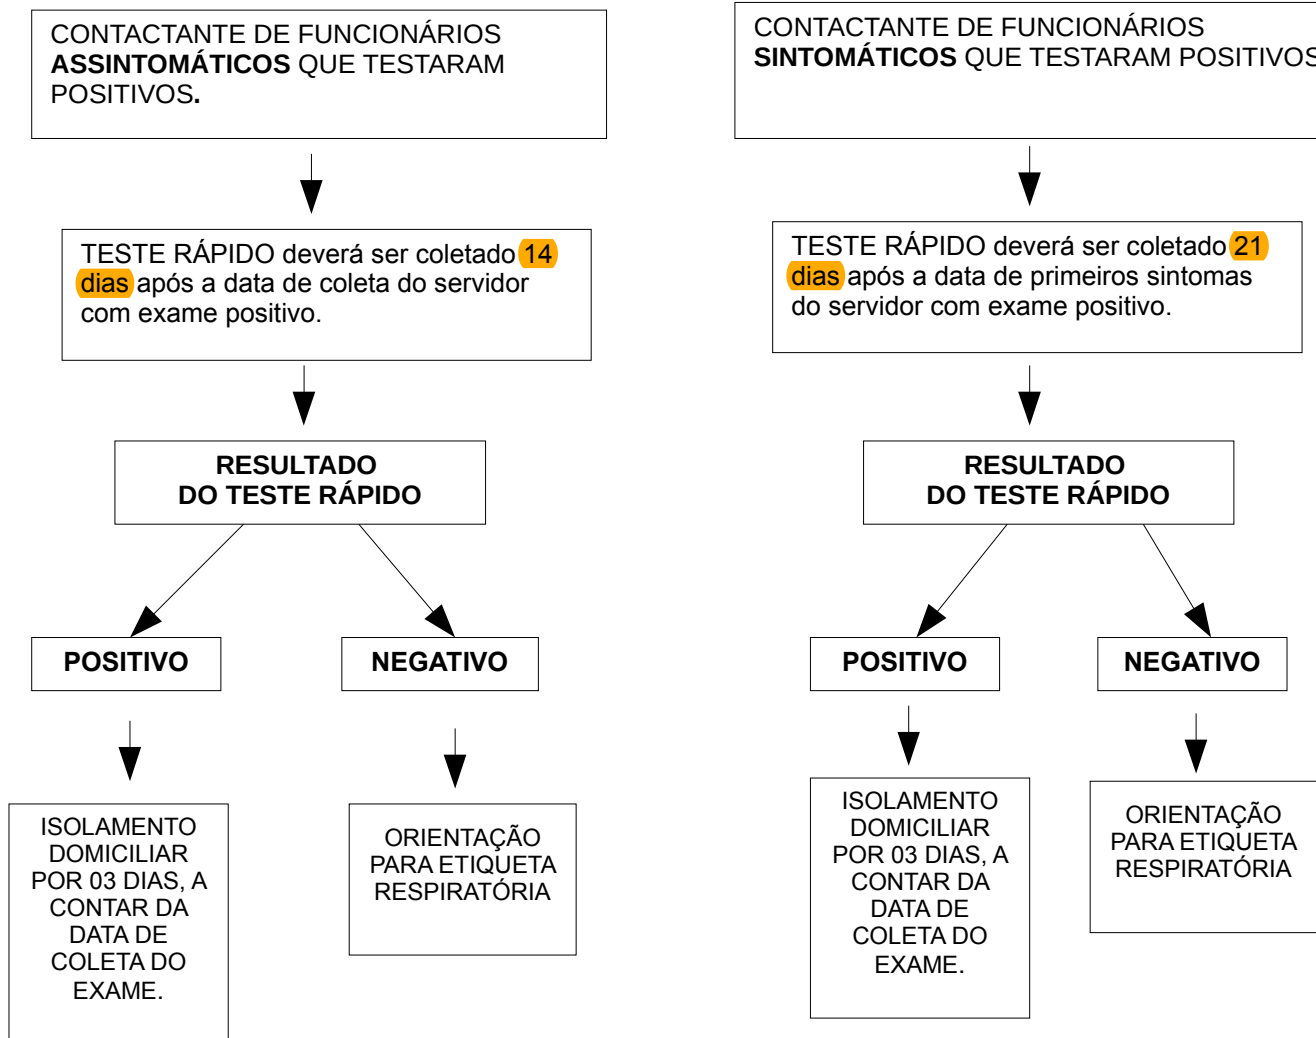 CONTACTANTE DE FUNCIONÁRIOS
ASSINTOMÁTICOS QUE TESTARAM
POSITIVOS.
TESTE RÁPIDO deverá ser coletado 14
dias após a data de coleta do servidor
com exame positivo.
RESULTADO
DO TESTE RÁPIDO
POSITIVO
NEGATIVO
ISOLAMENTO
DOMICILIAR
POR 03 DIAS, A
CONTAR DA
DATA DE
COLETA DO
EXAME.
ORIENTAÇÃO
PARA ETIQUETA
RESPIRATÓRIA
CONTACTANTE DE FUNCIONÁRIOS
SINTOMÁTICOS QUE TESTARAM POSITIVOS
TESTE RÁPIDO deverá ser coletado 21
dias após a data de primeiros sintomas
do servidor com exame positivo.
RESULTADO
DO TESTE RÁPIDO
POSITIVO
NEGATIVO
ISOLAMENTO
DOMICILIAR
POR 03 DIAS, A
CONTAR DA
DATA DE
COLETA DO
EXAME.
ORIENTAÇÃO
PARA ETIQUETA
RESPIRATÓRIA